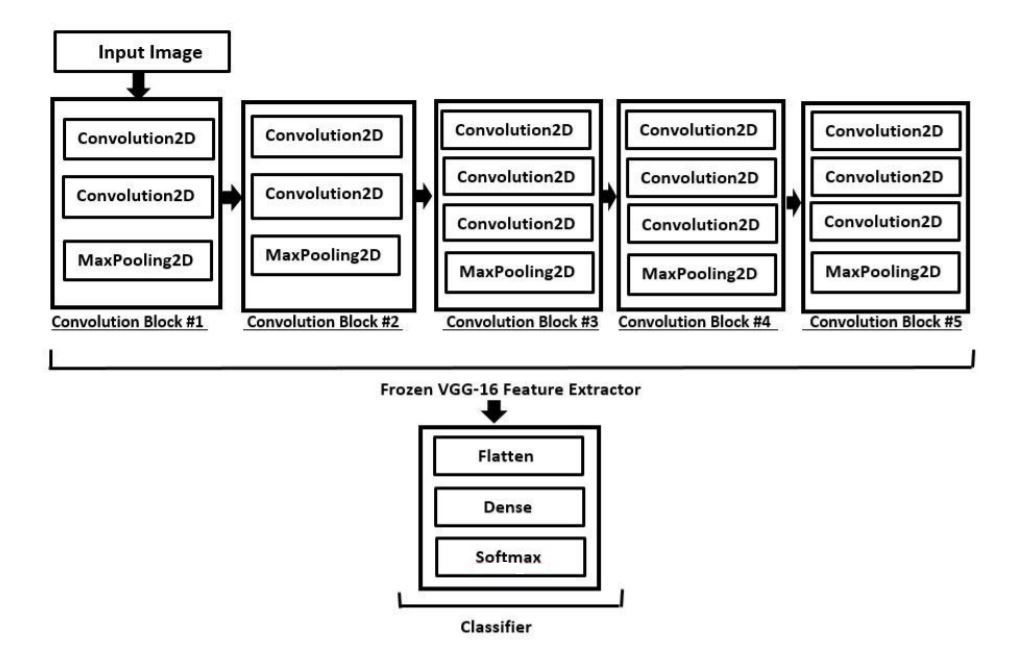 Input Image
Convolution2D
Convolution2D
MaxPooling2D
Convolution Block #1
Convolution2D
Convolution2D
MaxPooling2D
Convolution Block #2
Convolution2D
Convolution2D
Convolution2D
MaxPooling2D
Convolution Block #3
Convolution2D
Convolution2D
Convolution2D
MaxPooling2D
Convolution Block #4
Convolution2D
Convolution2D
Convolution2D
MaxPooling2D
Convolution Block #5
Frozen VGG-16 Feature Extractor
Flatten
Dense
Softmax
Classifier